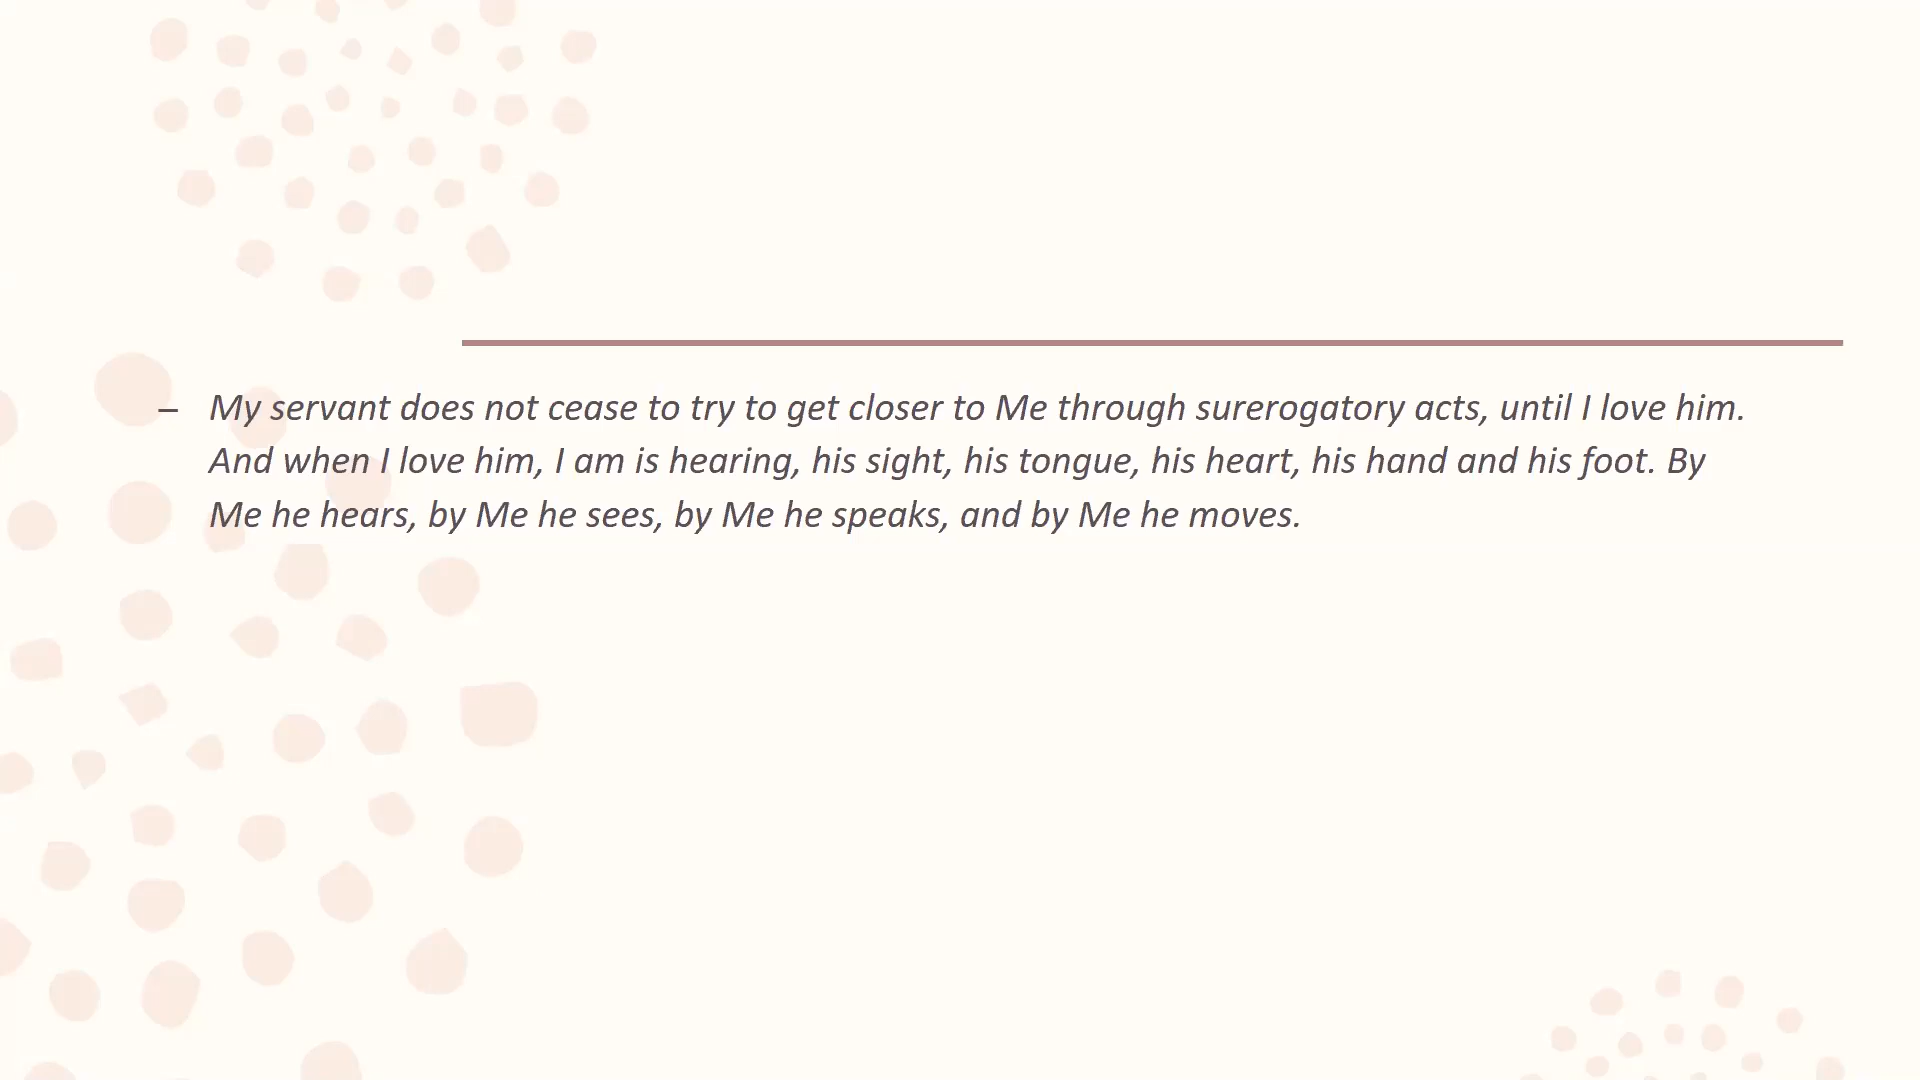 – My servant does not cease to try to get closer to Me through surerogatory acts, until I love him.
And when I love him, I am is hearing, his sight, his tongue, his heart, his hand and his foot. By
Me he hears, by Me he sees, by Me he speaks, and by Me he moves.